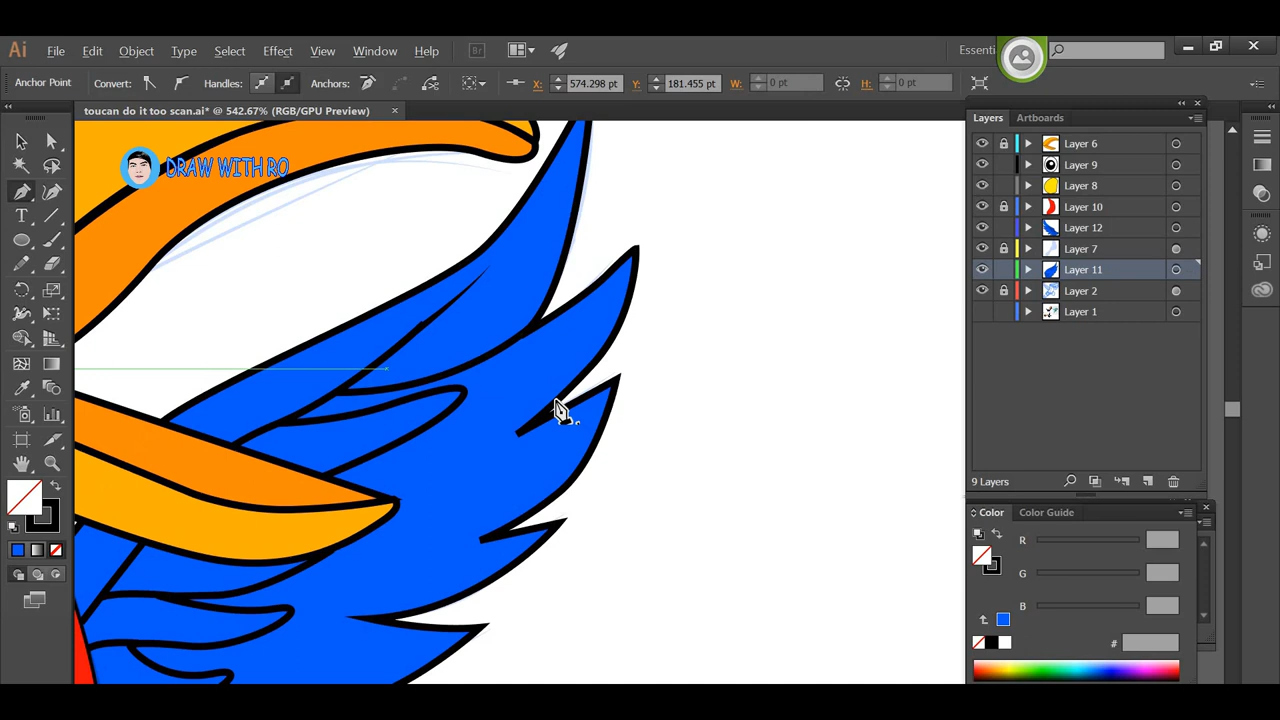 Ai File Edit Object Type Select Effect View Window Help Br Essenti
Anchor Point Convert: Handles: Anchors: X: 574.298 pt Y: 181.455 pt W: 0 pt H: 0 pt
toucan do it too scan.ai* @ 542.67% (RGB/GPU Preview)
DRAW WITH RO
Layers Artboards
Layer 6
Layer 9
Layer 8
Layer 10
Layer 12
Layer 7
Layer 11
Layer 2
Layer 1
9 Layers
Color Color Guide
R
G
B
#